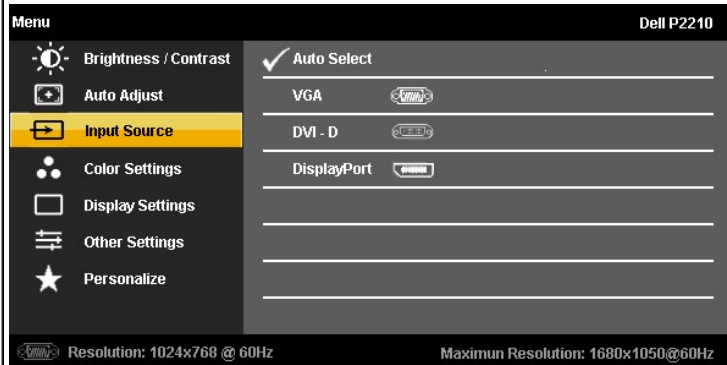 Menu Dell P2210
Brightness / Contrast Auto Select
Auto Adjust VGA
Input Source DVI - D
Color Settings DisplayPort
Display Settings
Other Settings
Personalize
Resolution: 1024x768 @ 60Hz Maximun Resolution: 1680x1050@60Hz